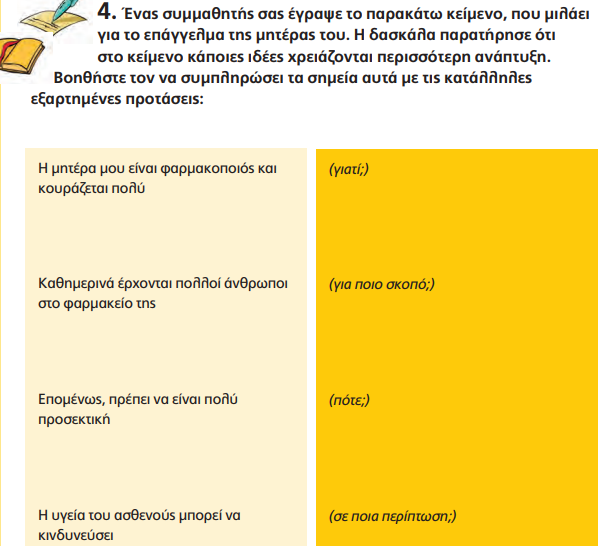 4. Ένας συμμαθητής σας έγραψε το παρακάτω κείμενο, που μιλάει
για το επάγγελμα της μητέρας του. Η δασκάλα παρατήρησε ότι
στο κείμενο κάποιες ιδέες χρειάζονται περισσότερη ανάπτυξη.
Βοηθήστε τον να συμπληρώσει τα σημεία αυτά με τις κατάλληλες
εξαρτημένες προτάσεις:
Η μητέρα μου είναι φαρμακοποιός και
κουράζεται πολύ
(γιατί;)
Καθημερινά έρχονται πολλοί άνθρωποι
στο φαρμακείο της
(για ποιο σκοπό;)
Επομένως, πρέπει να είναι πολύ
προσεκτική
(πότε;)
Η υγεία του ασθενούς μπορεί να
κινδυνεύσει
(σε ποια περίπτωση;)